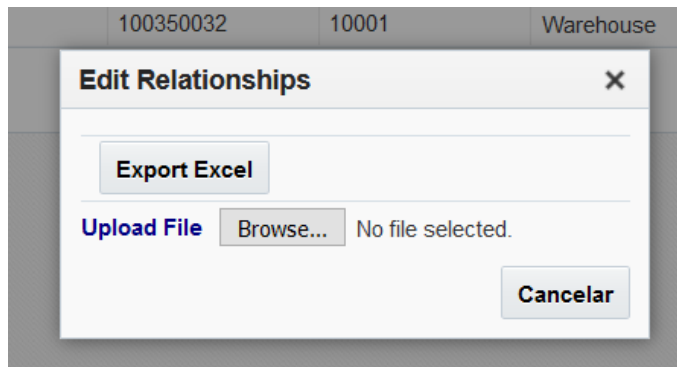 100350032 10001 Warehouse
Edit Relationships ×
Export Excel
Upload File Browse... No file selected.
Cancelar